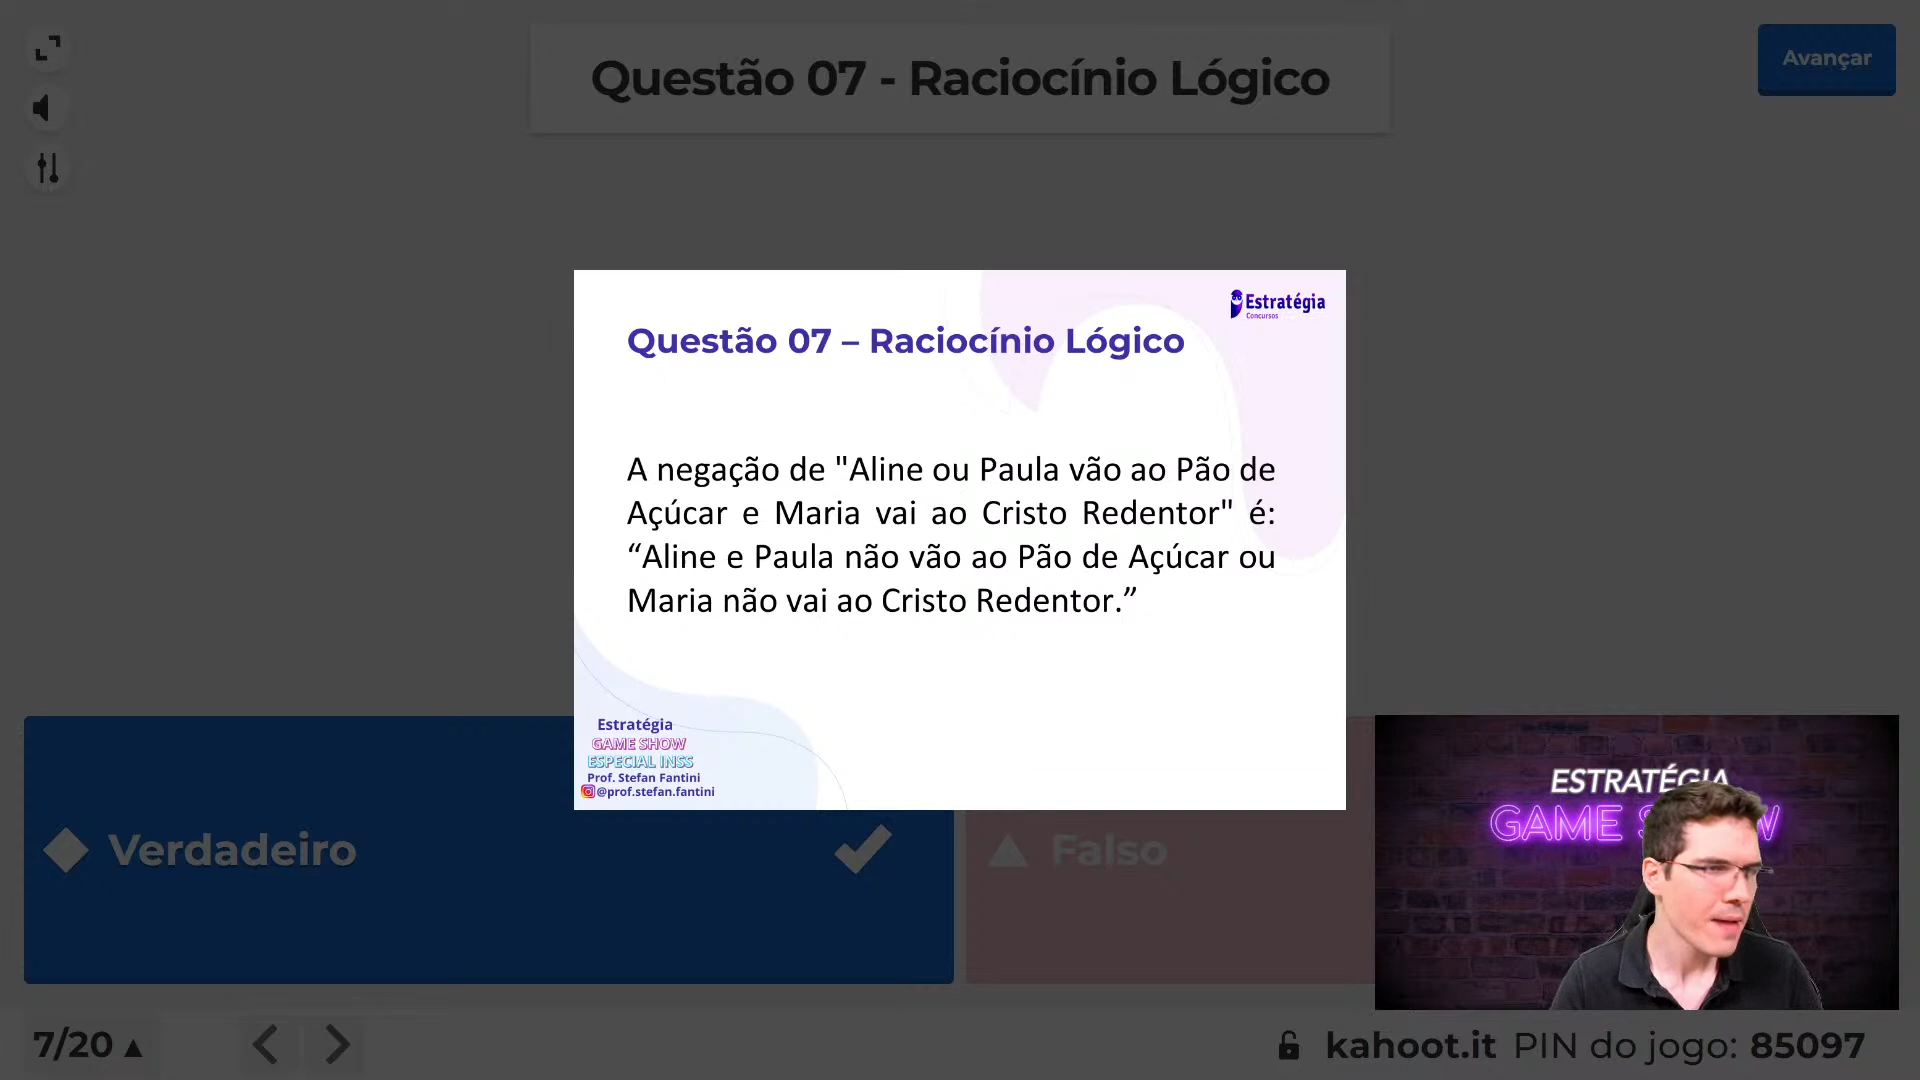 Questão 07 - Raciocínio Lógico
Avançar
Estratégia
Concursos
Questão 07 – Raciocínio Lógico
A negação de "Aline ou Paula vão ao Pão de
Açúcar e Maria vai ao Cristo Redentor" é:
“Aline e Paula não vão ao Pão de Açúcar ou
Maria não vai ao Cristo Redentor.”
Estratégia
GAME SHOW
ESPECIAL INSS
Prof. Stefan Fantini
@prof.stefan.fantini
Verdadeiro
Falso
ESTRATÉGIA
GAME
7/20
kahoot.it PIN do jogo: 85097